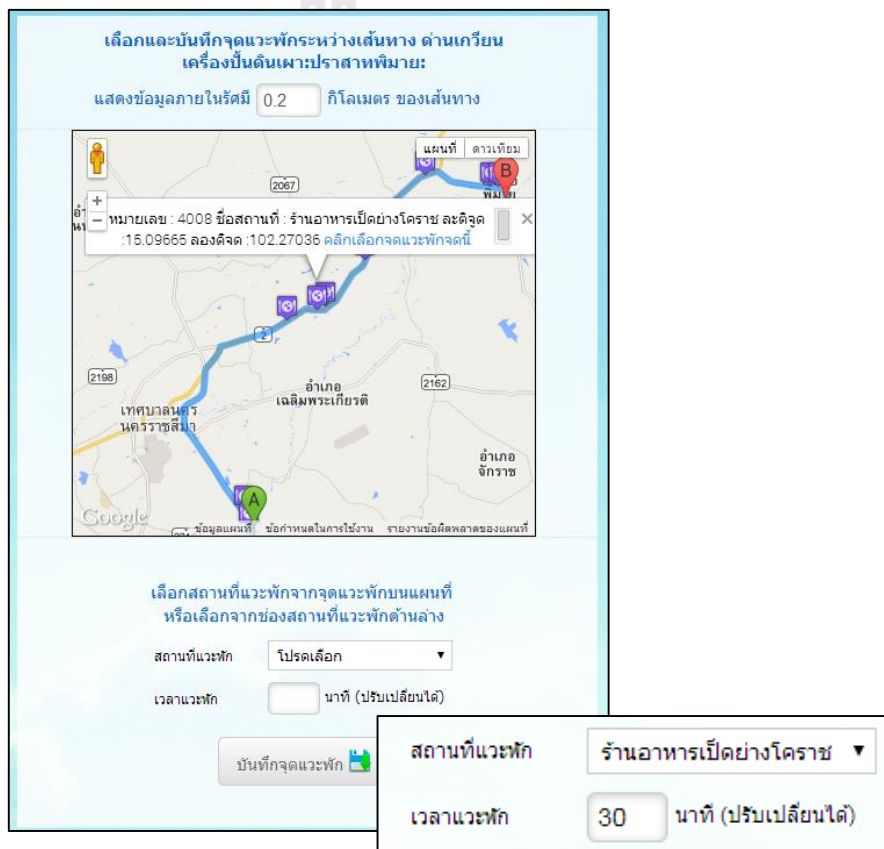 เลือกและบันทึกจุดแวะพักระหว่างเส้นทาง ด่านเกวียน
เครื่องปั้นดินเผา:ปราสาทพิมาย:
แสดงข้อมูลภายในรัศมี 0.2 กิโลเมตร ของเส้นทาง
แผนที่ ดาวเทียม
2067
B
พิมาย
+
หมายเลข : 4008 ชื่อสถานที่ : ร้านอาหารเป็ดย่างโคราช ละติจูด
−
:15.09665 ลองติจูด :102.27036 คลิกเลือกจุดแวะพักจุดนี้
2
2198
อำเภอ
เฉลิมพระเกียรติ
2162
เทศบาลนคร
นครราชสีมา
อำเภอ
จักราช
A
Google
ข้อมูลแผนที่ ข้อกำหนดในการใช้งาน รายงานข้อผิดพลาดของแผนที่
เลือกสถานที่แวะพักจากจุดแวะพักบนแผนที่
หรือเลือกจากช่องสถานที่แวะพักด้านล่าง
สถานที่แวะพัก โปรดเลือก
เวลาแวะพัก นาที (ปรับเปลี่ยนได้)
บันทึกจุดแวะพัก
สถานที่แวะพัก ร้านอาหารเป็ดย่างโคราช
เวลาแวะพัก 30 นาที (ปรับเปลี่ยนได้)